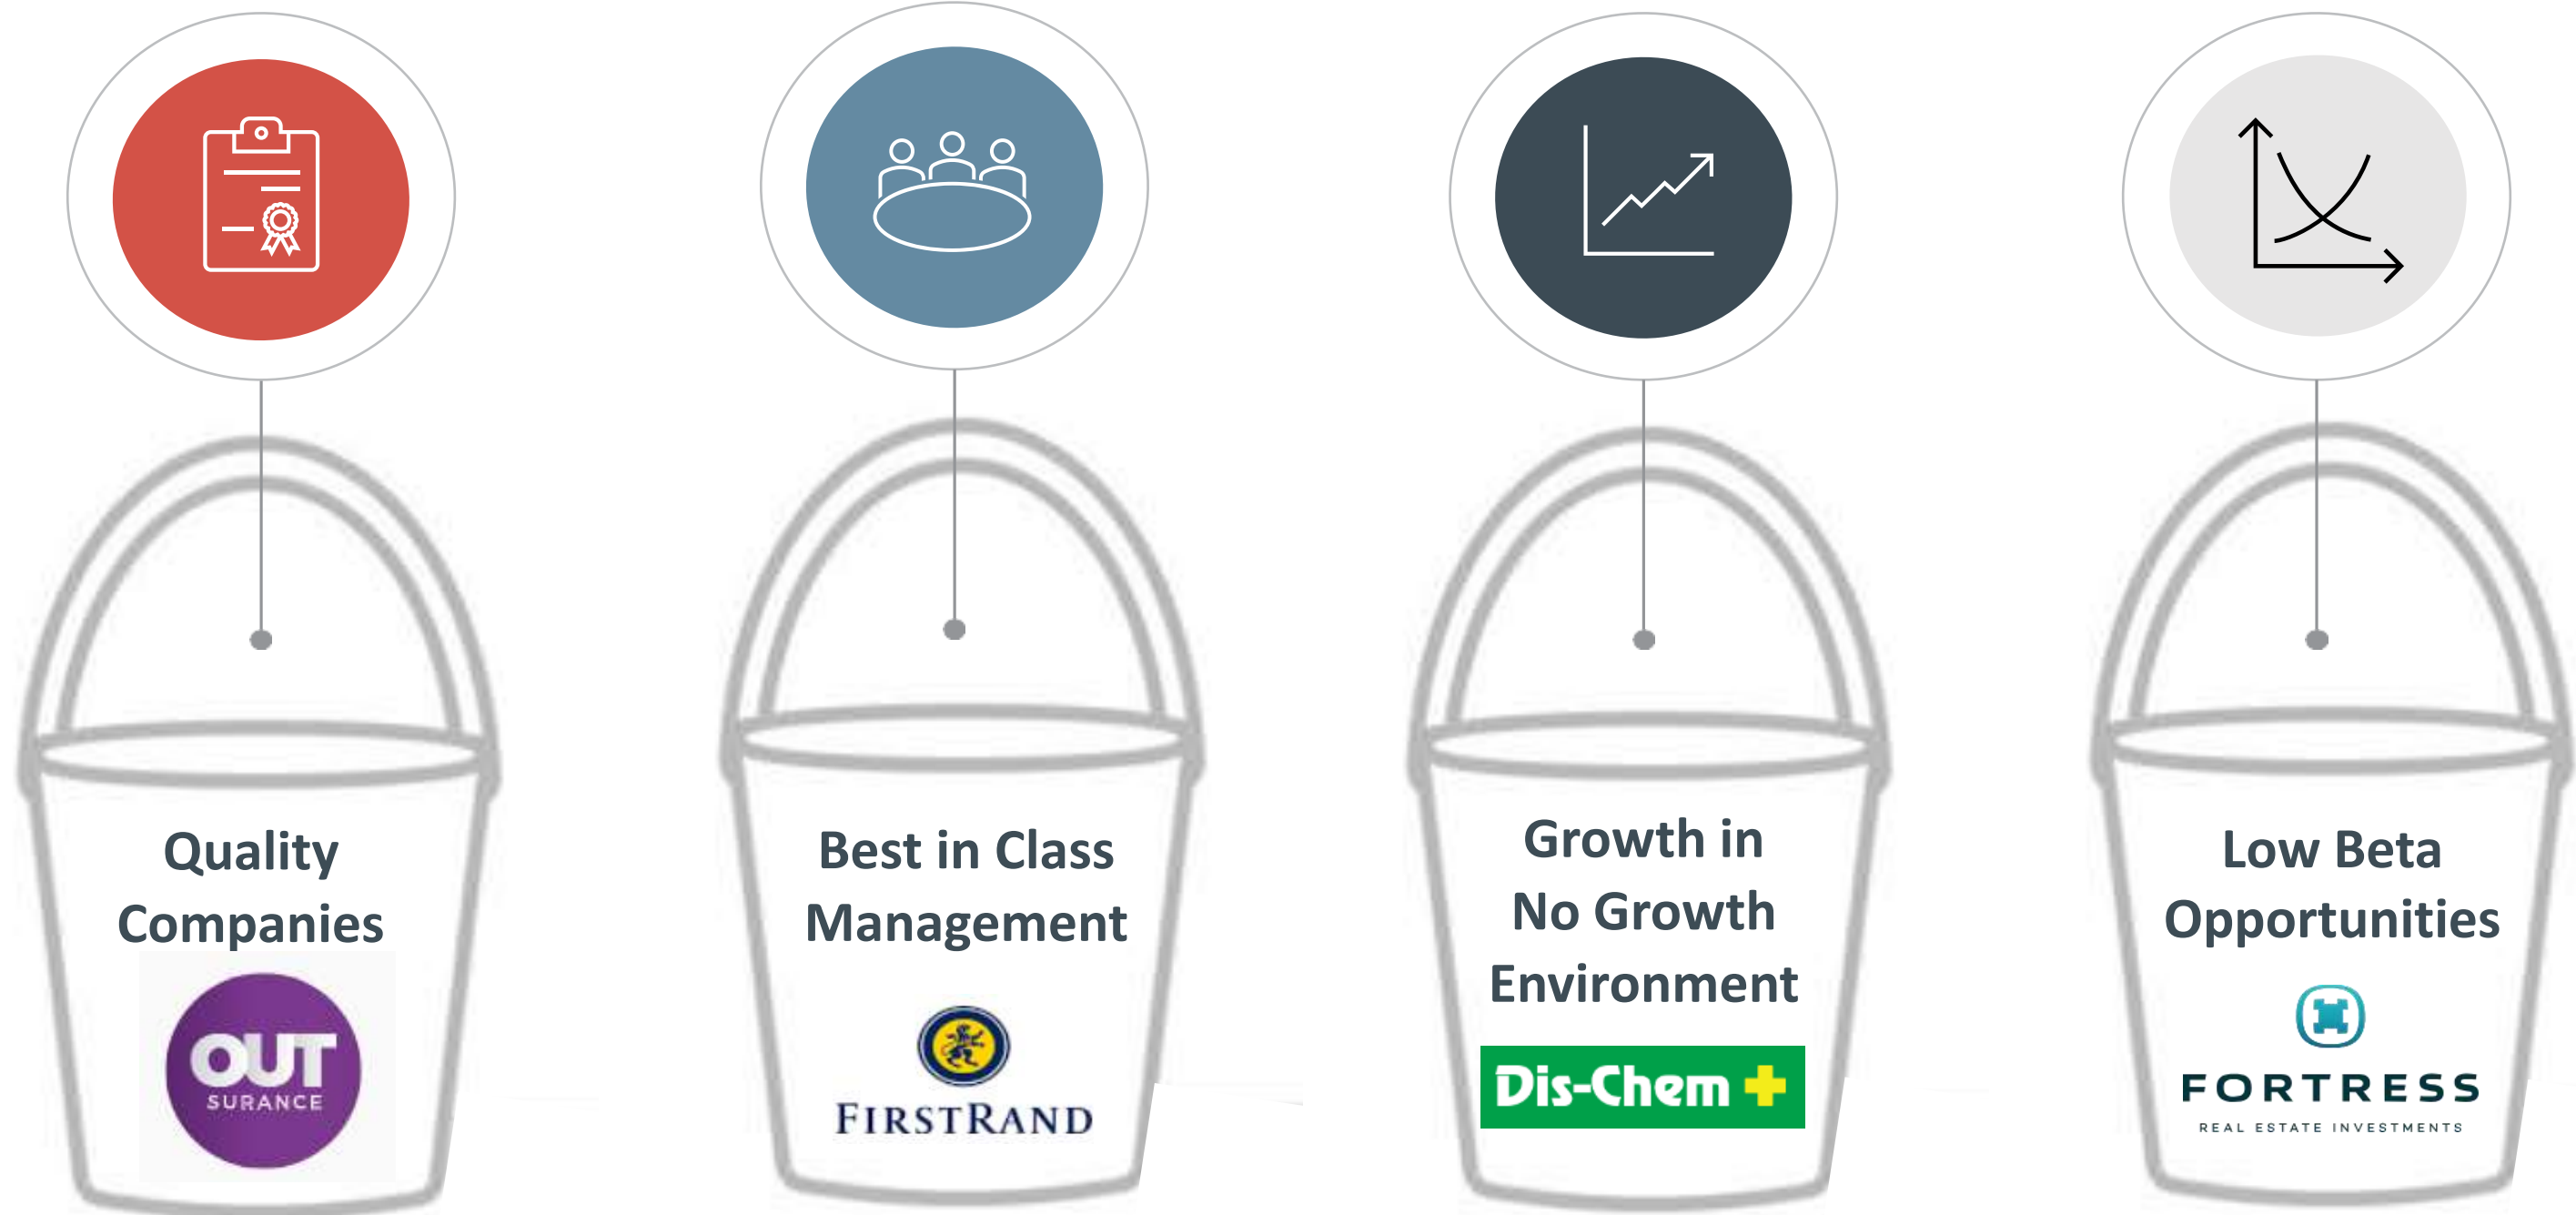 Quality
Companies
OUT
SURANCE
Best in Class
Management
FIRSTRAND
Growth in
No Growth
Environment
Dis-Chem
Low Beta
Opportunities
FORTRESS
REAL ESTATE INVESTMENTS